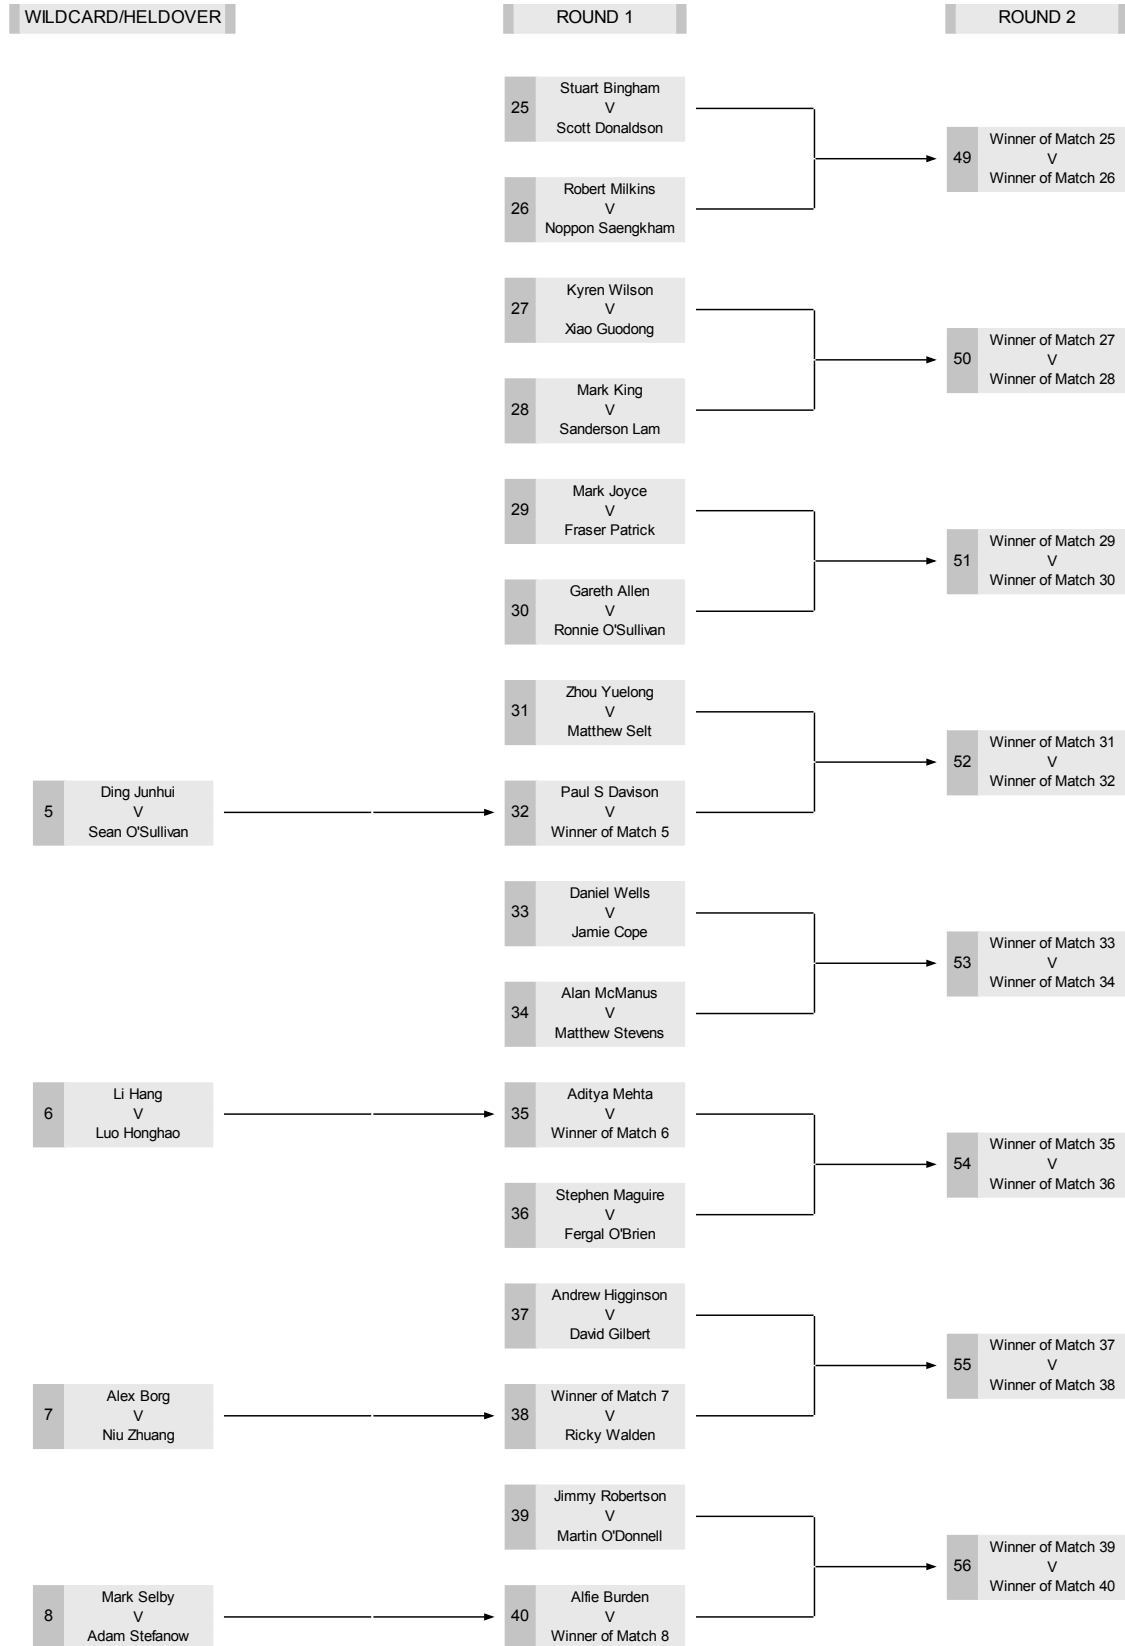 WILDCARD/HELDOVER
ROUND 1
ROUND 2
25
Stuart Bingham
V
Scott Donaldson
26
Robert Milkins
V
Noppon Saengkham
49
Winner of Match 25
V
Winner of Match 26
27
Kyren Wilson
V
Xiao Guodong
28
Mark King
V
Sanderson Lam
50
Winner of Match 27
V
Winner of Match 28
29
Mark Joyce
V
Fraser Patrick
30
Gareth Allen
V
Ronnie O'Sullivan
51
Winner of Match 29
V
Winner of Match 30
31
Zhou Yuelong
V
Matthew Selt
5
Ding Junhui
V
Sean O'Sullivan
32
Paul S Davison
V
Winner of Match 5
52
Winner of Match 31
V
Winner of Match 32
33
Daniel Wells
V
Jamie Cope
34
Alan McManus
V
Matthew Stevens
53
Winner of Match 33
V
Winner of Match 34
6
Li Hang
V
Luo Honghao
35
Aditya Mehta
V
Winner of Match 6
36
Stephen Maguire
V
Fergal O'Brien
54
Winner of Match 35
V
Winner of Match 36
37
Andrew Higginson
V
David Gilbert
7
Alex Borg
V
Niu Zhuang
38
Winner of Match 7
V
Ricky Walden
55
Winner of Match 37
V
Winner of Match 38
39
Jimmy Robertson
V
Martin O'Donnell
8
Mark Selby
V
Adam Stefanow
40
Alfie Burden
V
Winner of Match 8
56
Winner of Match 39
V
Winner of Match 40